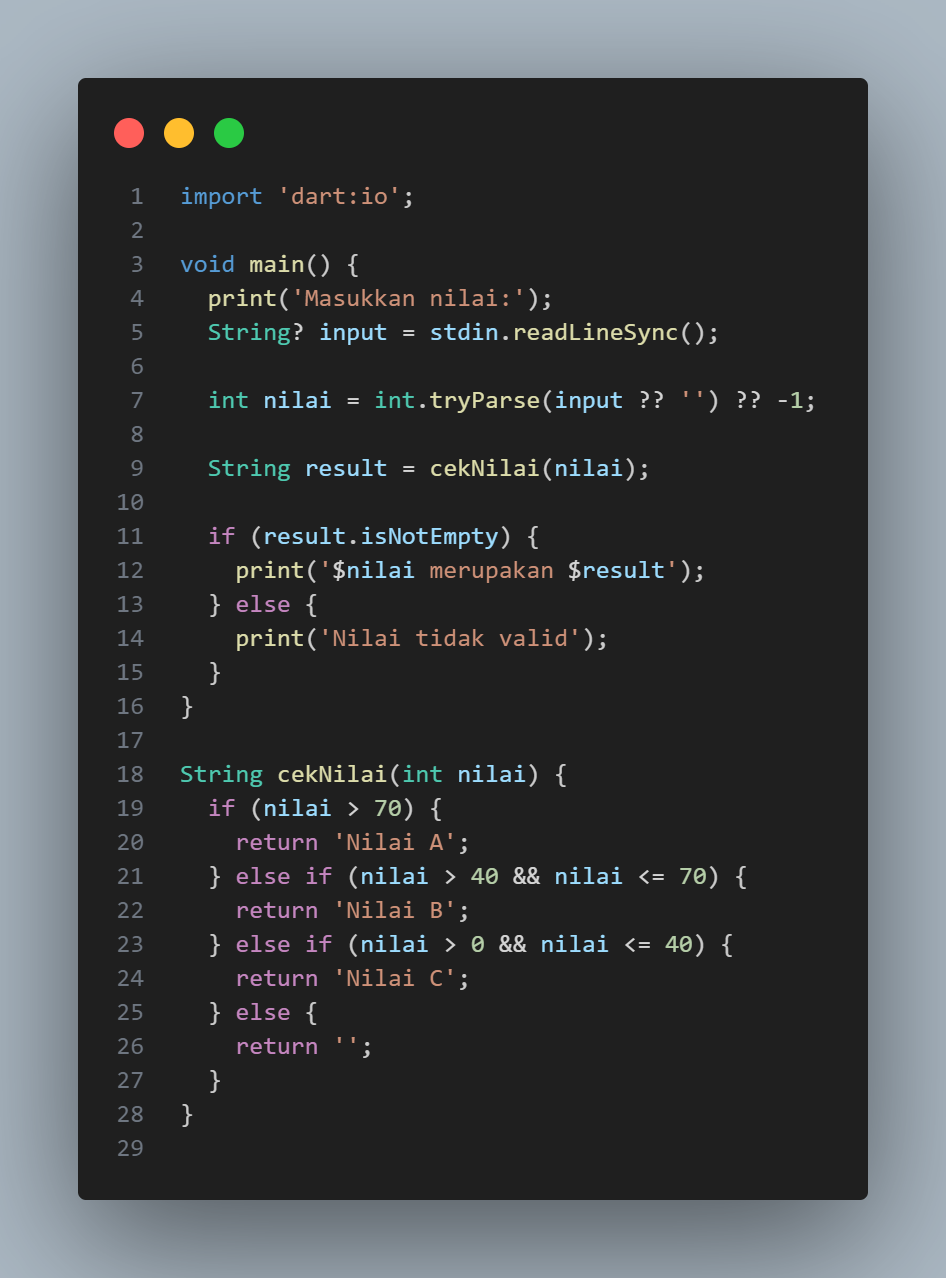 1 import 'dart:io';
2
3 void main() {
4   print('Masukkan nilai:');
5   String? input = stdin.readLineSync();
6
7   int nilai = int.tryParse(input ?? '') ?? -1;
8
9   String result = cekNilai(nilai);
10
11   if (result.isNotEmpty) {
12     print('$nilai merupakan $result');
13   } else {
14     print('Nilai tidak valid');
15   }
16 }
17
18 String cekNilai(int nilai) {
19   if (nilai > 70) {
20     return 'Nilai A';
21   } else if (nilai > 40 && nilai <= 70) {
22     return 'Nilai B';
23   } else if (nilai > 0 && nilai <= 40) {
24     return 'Nilai C';
25   } else {
26     return '';
27   }
28 }
29